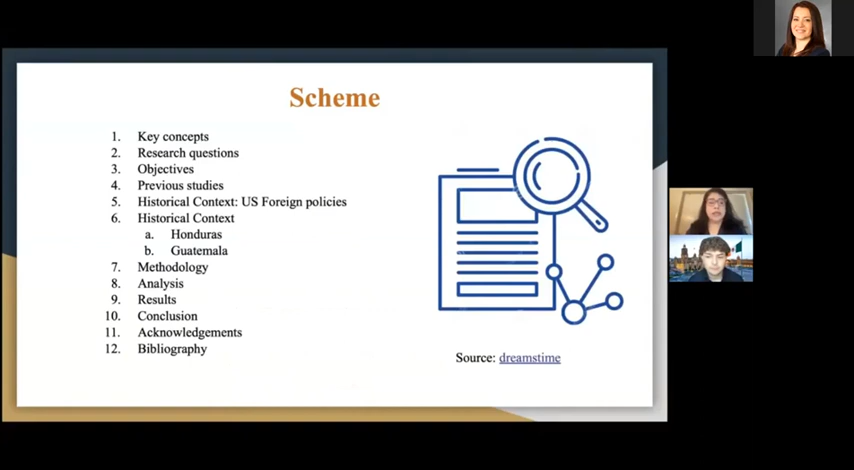 Scheme
1. Key concepts
2. Research questions
3. Objectives
4. Previous studies
5. Historical Context: US Foreign policies
6. Historical Context
a. Honduras
b. Guatemala
7. Methodology
8. Analysis
9. Results
10. Conclusion
11. Acknowledgements
12. Bibliography
Source: dreamstime